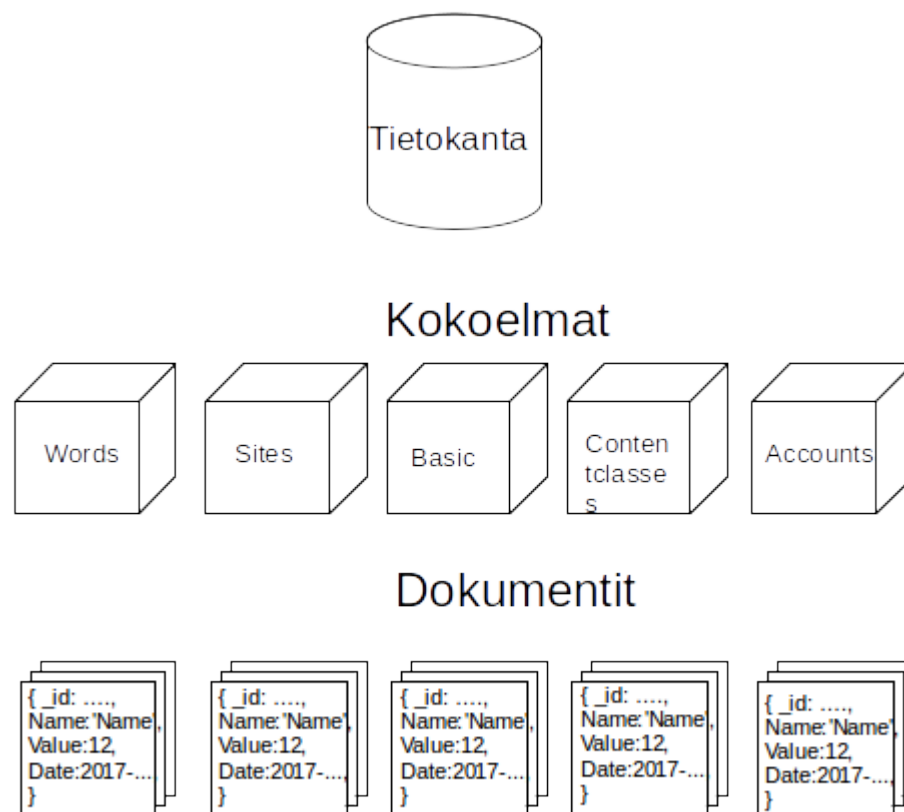 Tietokanta
Kokoelmat
Words
Sites
Basic
Conten
tclasse
s
Accounts
Dokumentit
{ _id: ....,
Name:"Name",
Value:12,
Date:2017-...,
}
{ _id: ....,
Name:"Name",
Value:12,
Date:2017-...,
}
{ _id: ....,
Name:"Name",
Value:12,
Date:2017-...,
}
{ _id: ....,
Name:"Name",
Value:12,
Date:2017-...,
}
{ _id: ....,
Name:"Name",
Value:12,
Date:2017-...,
}